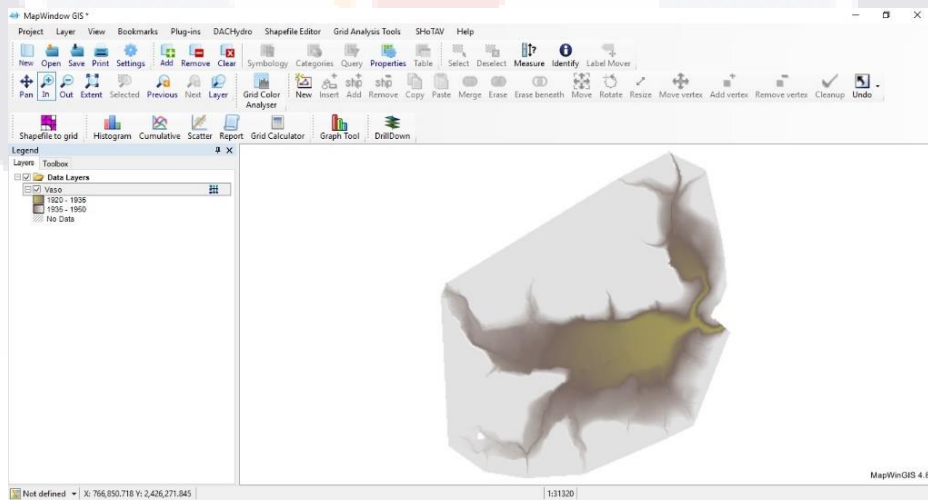 MapWindow GIS *
Project Layer View Bookmarks Plug-ins DACHydro Shapefile Editor Grid Analysis Tools SHoTAV Help
New Open Save Print Settings Add Remove Clear Symbology Categories Query Properties Table Select Deselect Measure Identify Label Mover
Pan In Out Extent Selected Previous Next Layer Grid Color Analyser New Insert Add Remove Copy Paste Merge Erase Erase beneath Move Rotate Resize Move vertex Add vertex Remove vertex Cleanup Undo
Shapefile to grid Histogram Cumulative Scatter Report Grid Calculator Graph Tool DrillDown
Legend
Layers Toolbox
Data Layers
Vaso
1920 - 1935
1935 - 1950
No Data
MapWinGIS 4.8
Not defined X: 766,850.718 Y: 2,426,271.845 1:31320